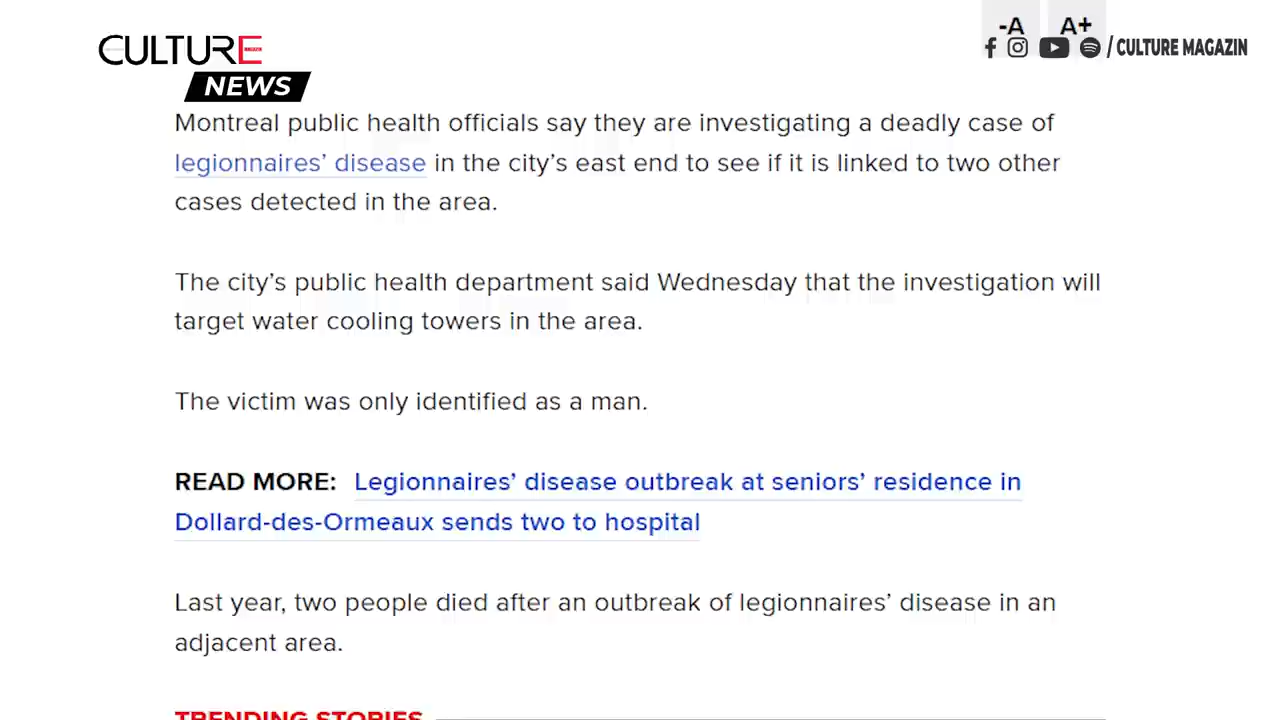 -A A+
CULTURE
/ CULTURE MAGAZIN
NEWS
Montreal public health officials say they are investigating a deadly case of
legionnaires’ disease in the city’s east end to see if it is linked to two other
cases detected in the area.
The city’s public health department said Wednesday that the investigation will
target water cooling towers in the area.
The victim was only identified as a man.
READ MORE: Legionnaires’ disease outbreak at seniors’ residence in
Dollard-des-Ormeaux sends two to hospital
Last year, two people died after an outbreak of legionnaires’ disease in an
adjacent area.
TRENDING STORIES